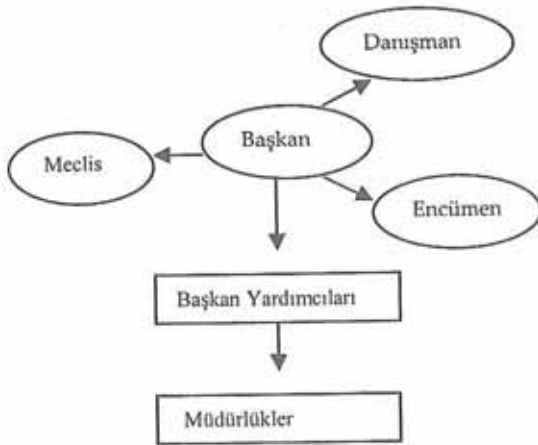 Danışman
Başkan
Meclis
Encümen
Başkan Yardımcıları
Müdürlükler